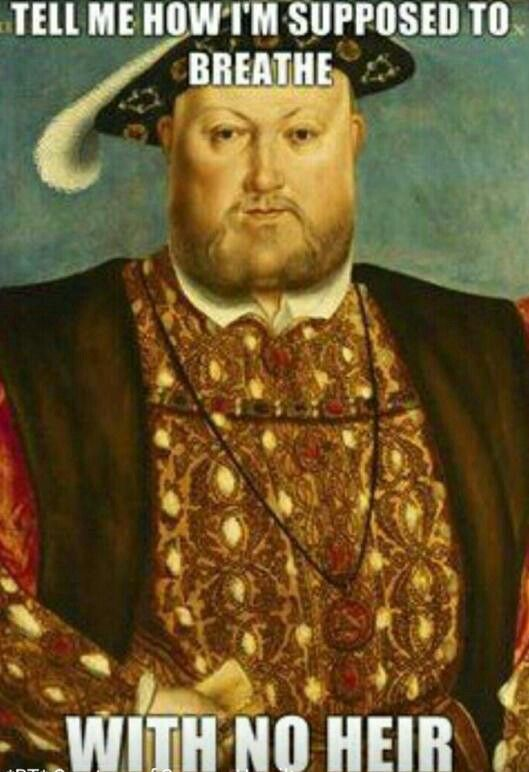 TELL ME HOW I'M SUPPOSED TO
BREATHE
WITH NO HEIR